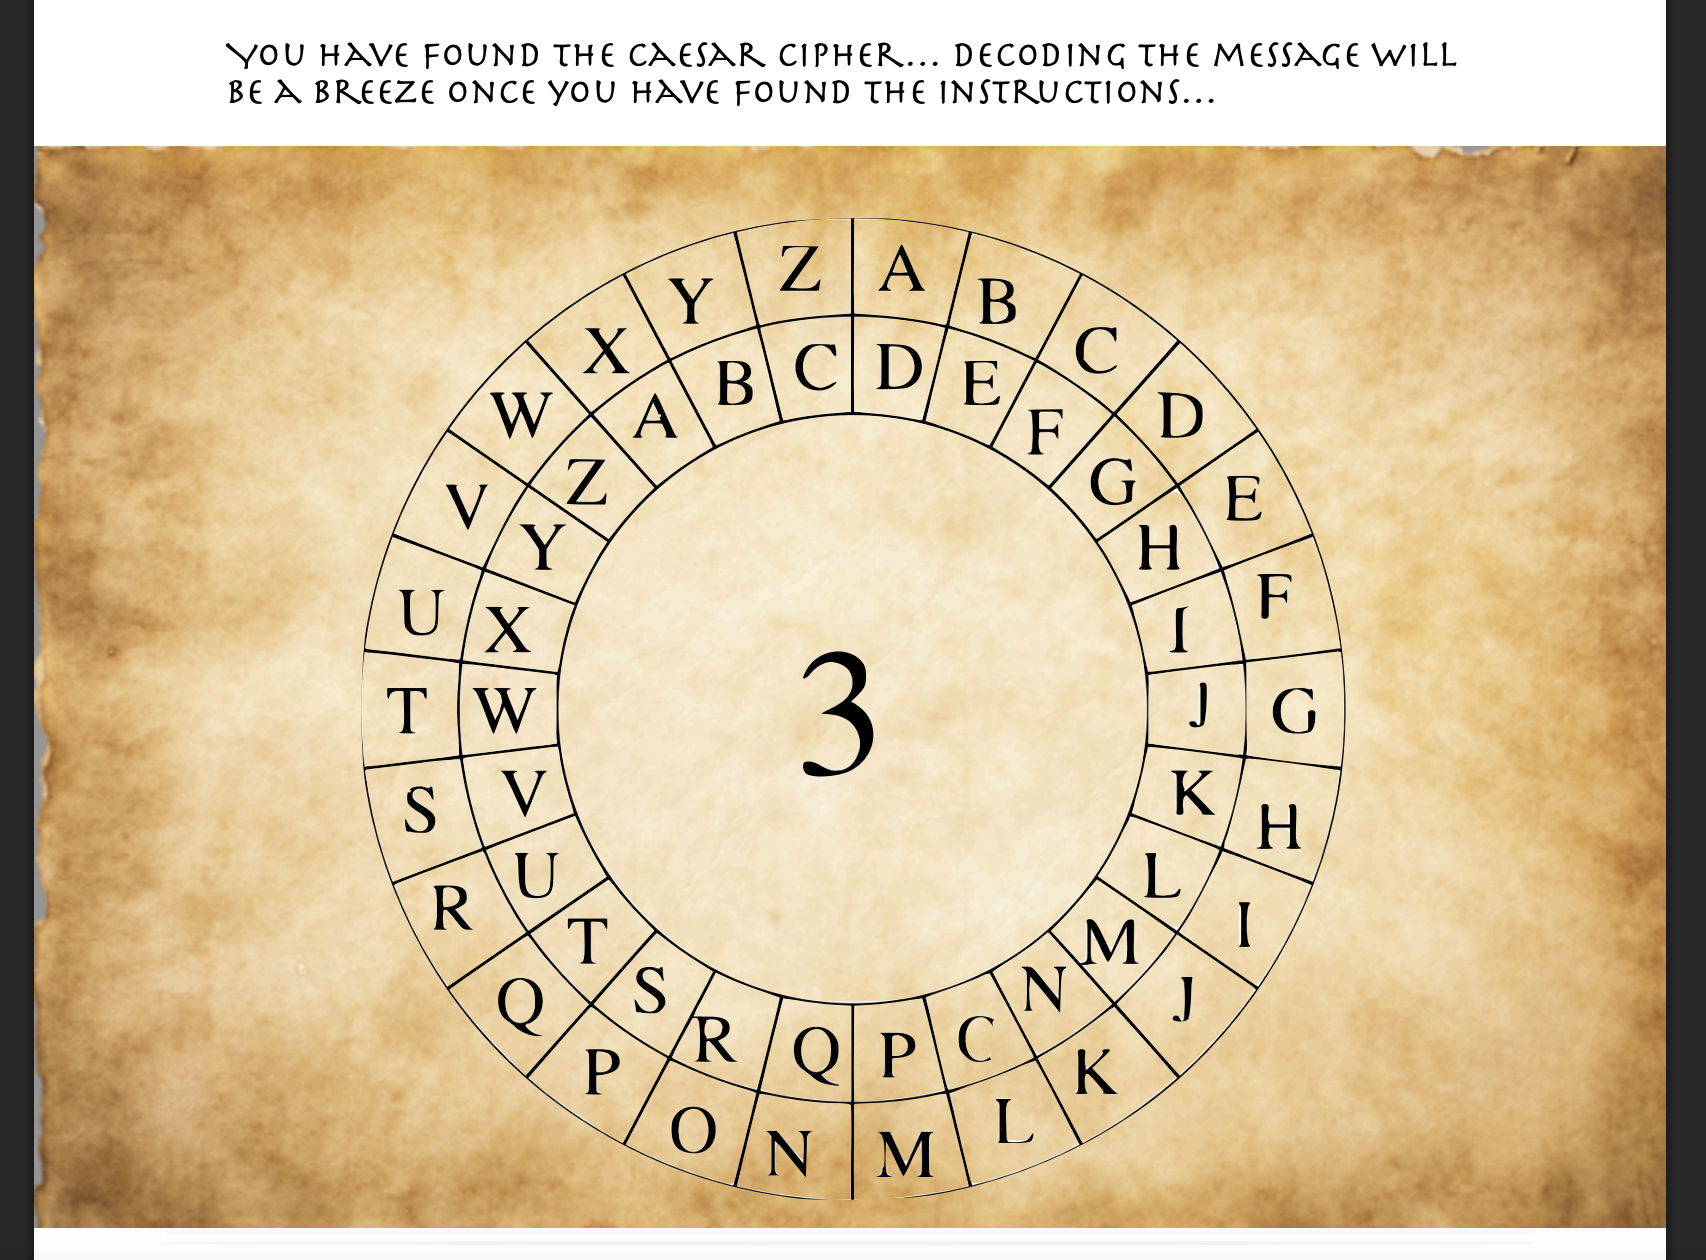 YOU HAVE FOUND THE CAESAR CIPHER... DECODING THE MESSAGE WILL
BE A BREEZE ONCE YOU HAVE FOUND THE INSTRUCTIONS...
A B C D E F G H I J K L M N O P Q R S T U V W X Y Z
D E F G H I J K L M N C P Q R S T U V W X Y Z A B C
3